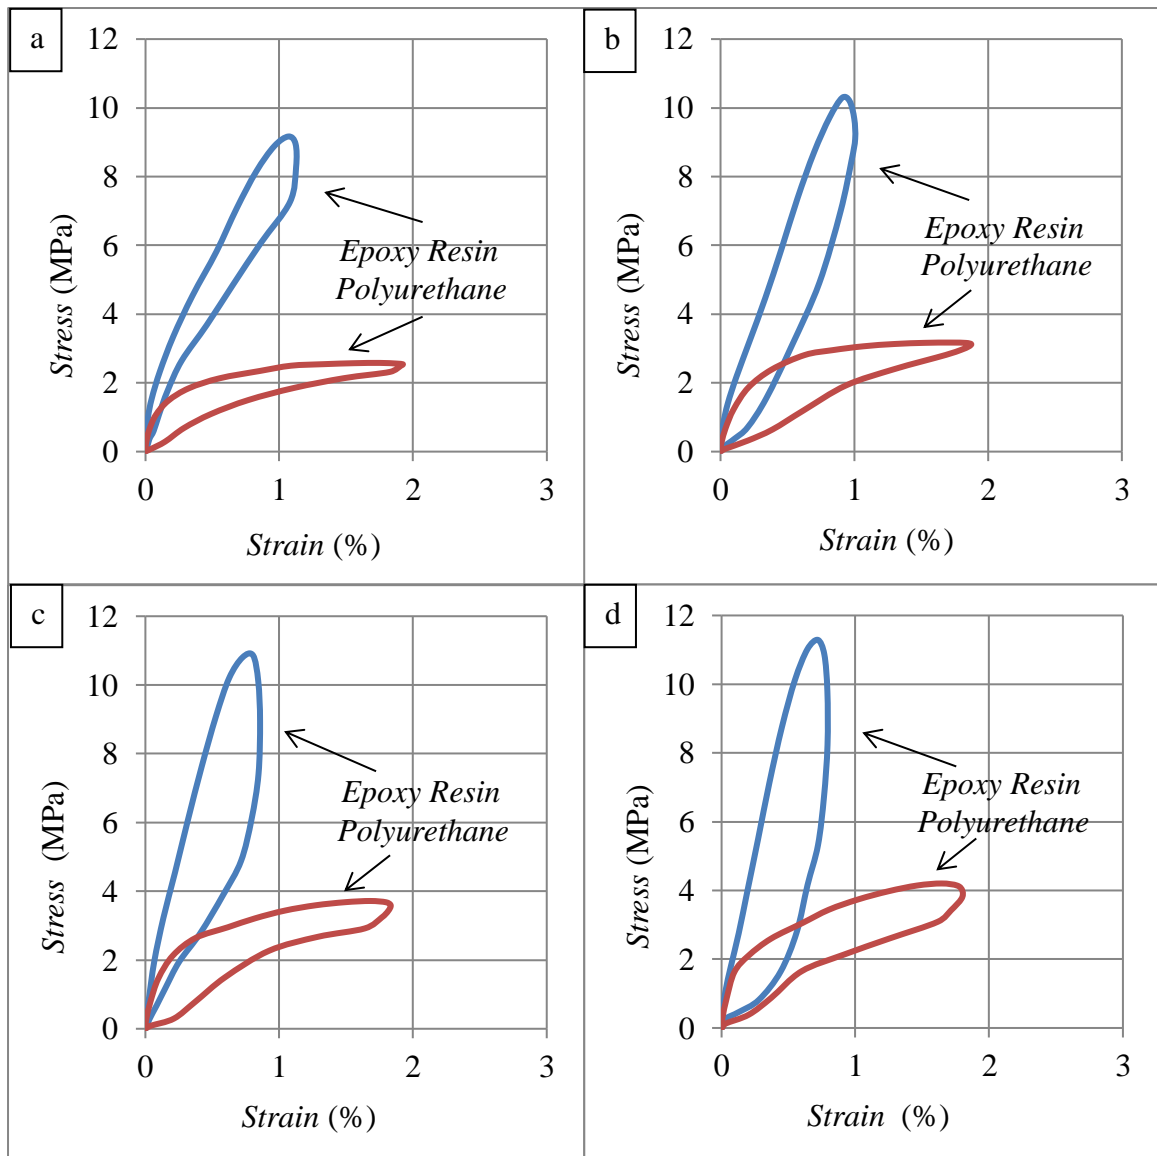 a
12
10
8
6
4
2
0
0 1 2 3
Stress (MPa)
Strain (%)
Epoxy Resin
Polyurethane
b
12
10
8
6
4
2
0
0 1 2 3
Stress (MPa)
Strain (%)
Epoxy Resin
Polyurethane
c
12
10
8
6
4
2
0
0 1 2 3
Stress (MPa)
Strain (%)
Epoxy Resin
Polyurethane
d
12
10
8
6
4
2
0
0 1 2 3
Stress (MPa)
Strain (%)
Epoxy Resin
Polyurethane